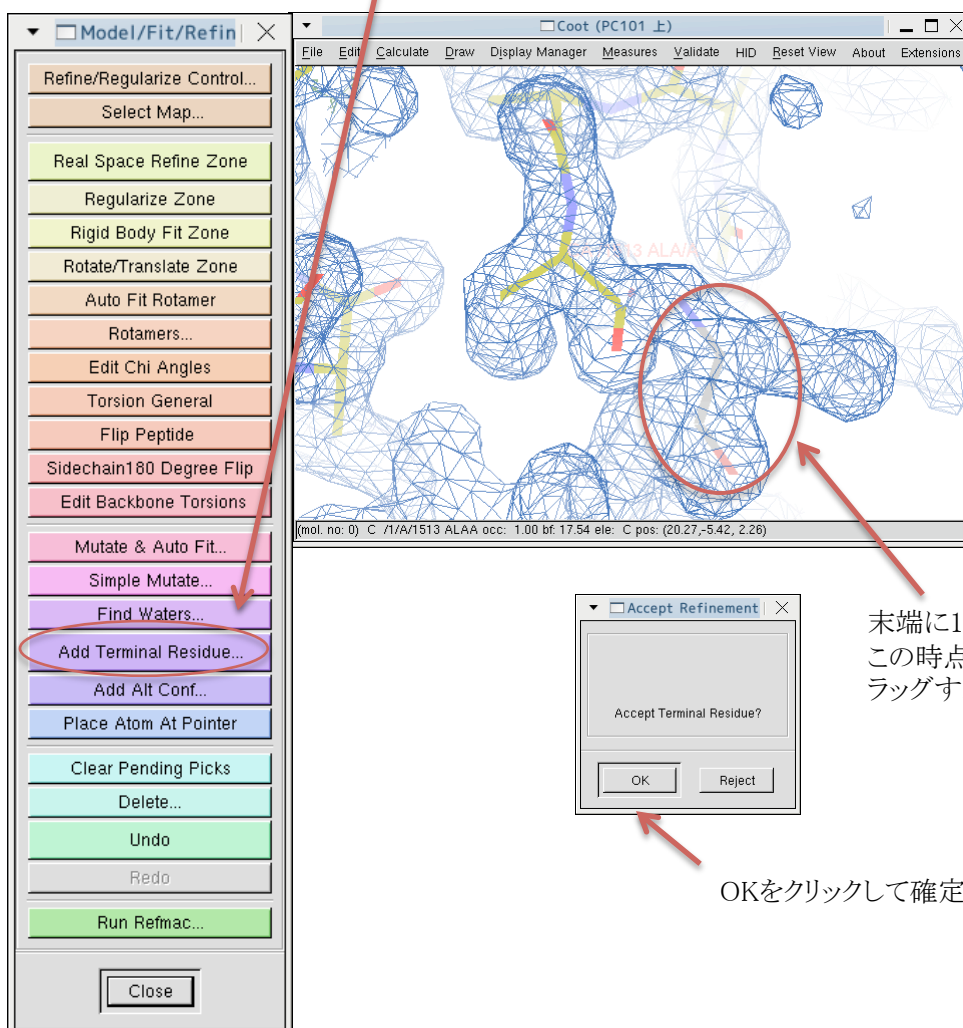 Model/Fit/Refin
Refine/Regularize Control...
Select Map...
Real Space Refine Zone
Regularize Zone
Rigid Body Fit Zone
Rotate/Translate Zone
Auto Fit Rotamer
Rotamers...
Edit Chi Angles
Torsion General
Flip Peptide
Sidechain180 Degree Flip
Edit Backbone Torsions
Mutate & Auto Fit...
Simple Mutate...
Find Waters...
Add Terminal Residue...
Add Alt Conf...
Place Atom At Pointer
Clear Pending Picks
Delete...
Undo
Redo
Run Refmac...
Close
Coot (PC101 上)
File Edit Calculate Draw Display Manager Measures Validate HID Reset View About Extensions
(mol. no: 0) C /1/A/1513 ALAA occ: 1.00 bf: 17.54 ele: C pos: (20.27,-5.42, 2.26)
Accept Refinement
Accept Terminal Residue?
OK Reject
末端に1
この時点
ラッグす
OKをクリックして確定